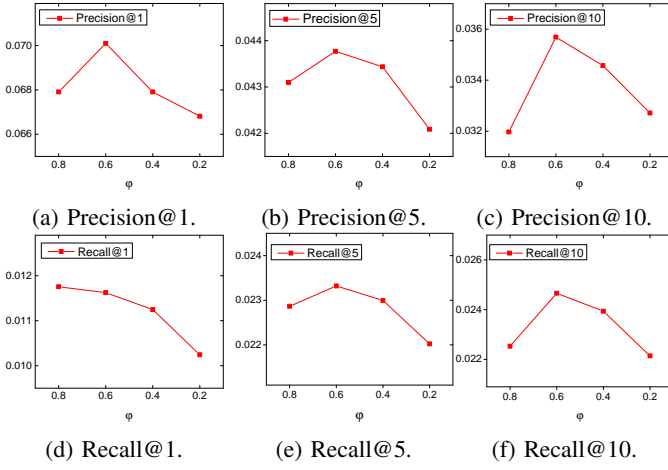 Precision@1
0.070
0.068
0.066
0.8 0.6 0.4 0.2
φ
(a) Precision@1.
Precision@5
0.044
0.043
0.042
0.8 0.6 0.4 0.2
φ
(b) Precision@5.
Precision@10
0.036
0.034
0.032
0.8 0.6 0.4 0.2
φ
(c) Precision@10.
Recall@1
0.012
0.011
0.010
0.8 0.6 0.4 0.2
φ
(d) Recall@1.
Recall@5
0.024
0.023
0.022
0.8 0.6 0.4 0.2
φ
(e) Recall@5.
Recall@10
0.026
0.024
0.022
0.8 0.6 0.4 0.2
φ
(f) Recall@10.